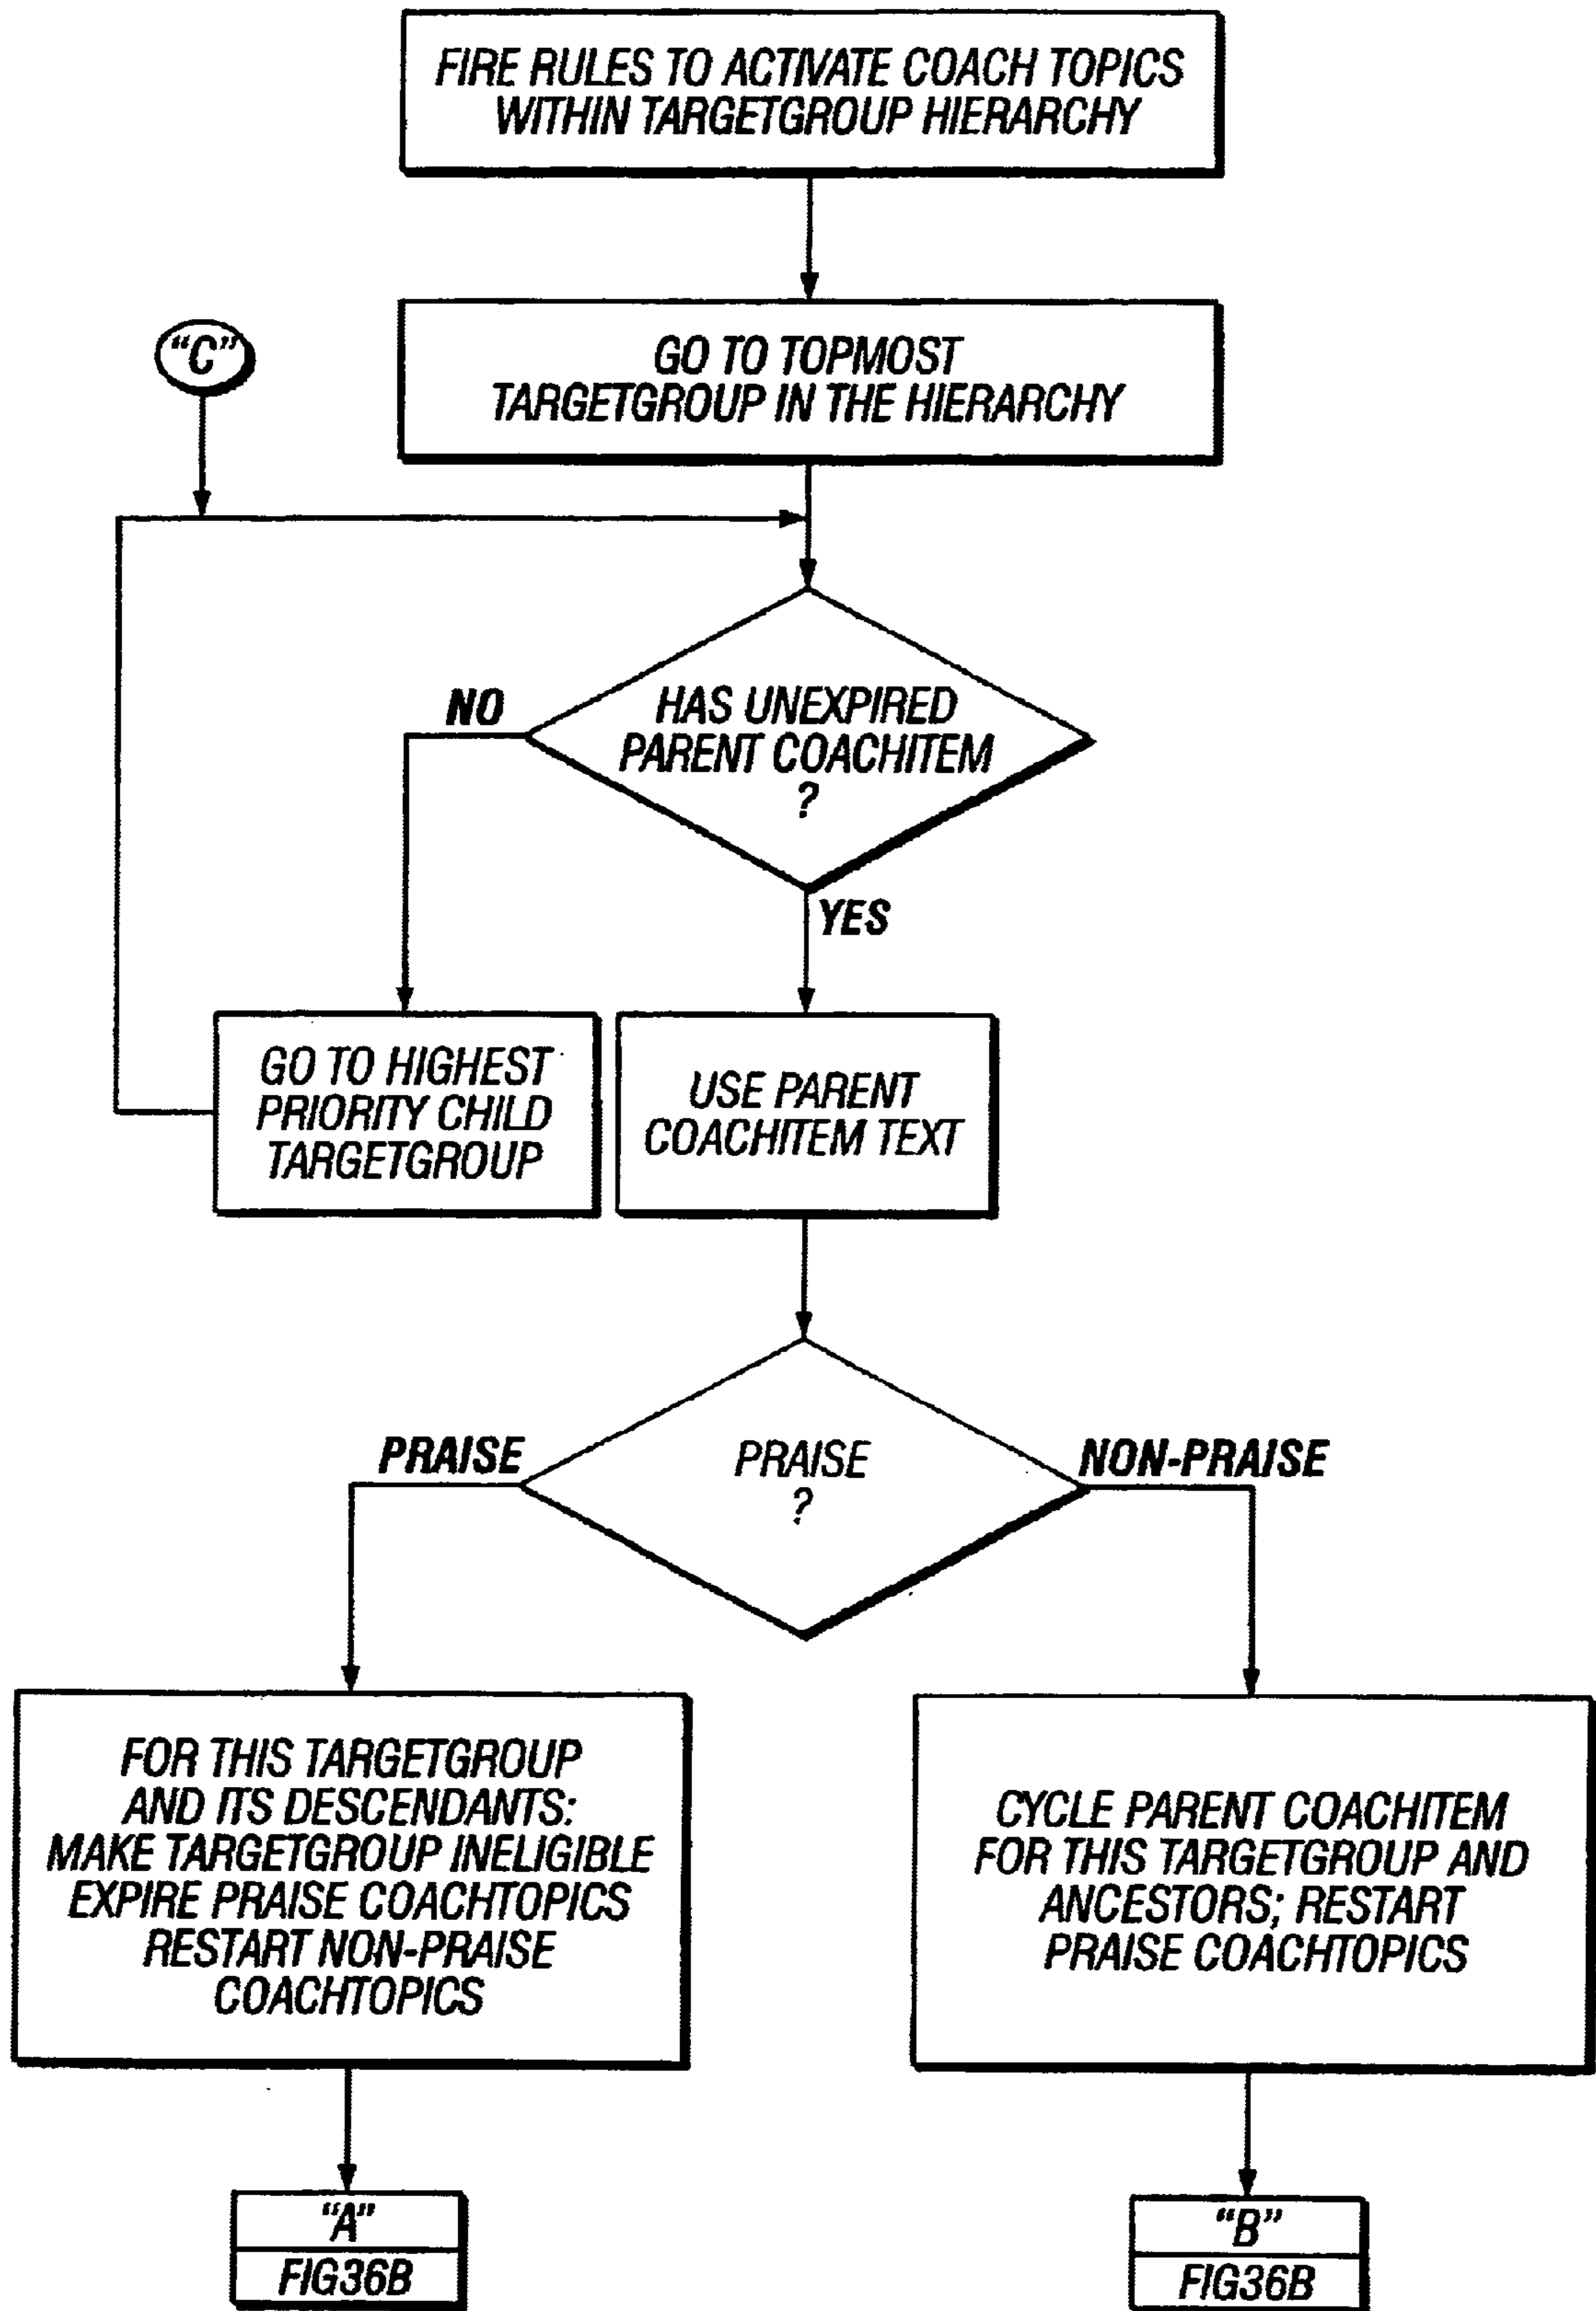 FIRE RULES TO ACTIVATE COACH TOPICS
WITHIN TARGETGROUP HIERARCHY
"C"
GO TO TOPMOST
TARGETGROUP IN THE HIERARCHY
NO
HAS UNEXPIRED
PARENT COACHITEM
?
YES
GO TO HIGHEST
PRIORITY CHILD
TARGETGROUP
USE PARENT
COACHITEM TEXT
PRAISE
PRAISE
?
NON-PRAISE
FOR THIS TARGETGROUP
AND ITS DESCENDANTS:
MAKE TARGETGROUP INELIGIBLE
EXPIRE PRAISE COACHTOPICS
RESTART NON-PRAISE
COACHTOPICS
CYCLE PARENT COACHITEM
FOR THIS TARGETGROUP AND
ANCESTORS; RESTART
PRAISE COACHTOPICS
"A"
FIG36B
"B"
FIG36B